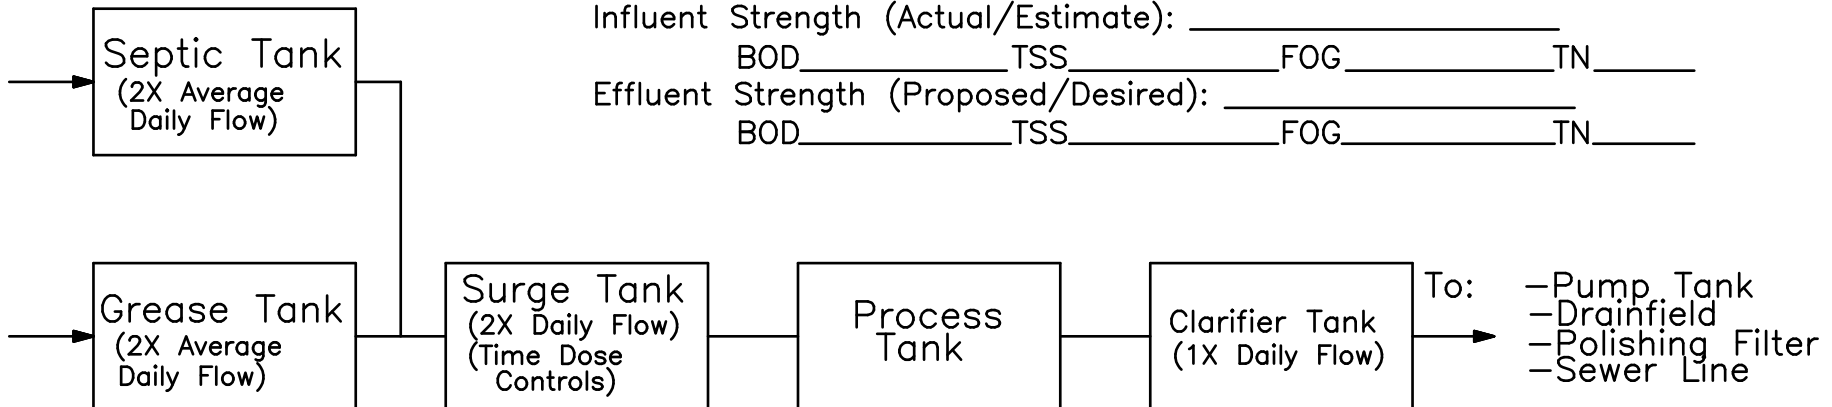 Influent Strength (Actual/Estimate):
BOD TSS FOG TN
Effluent Strength (Proposed/Desired):
BOD TSS FOG TN
Septic Tank
(2X Average
Daily Flow)
Grease Tank
(2X Average
Daily Flow)
Surge Tank
(2X Daily Flow)
(Time Dose
Controls)
Process
Tank
Clarifier Tank
(1X Daily Flow)
To:
-Pump Tank
-Drainfield
-Polishing Filter
-Sewer Line